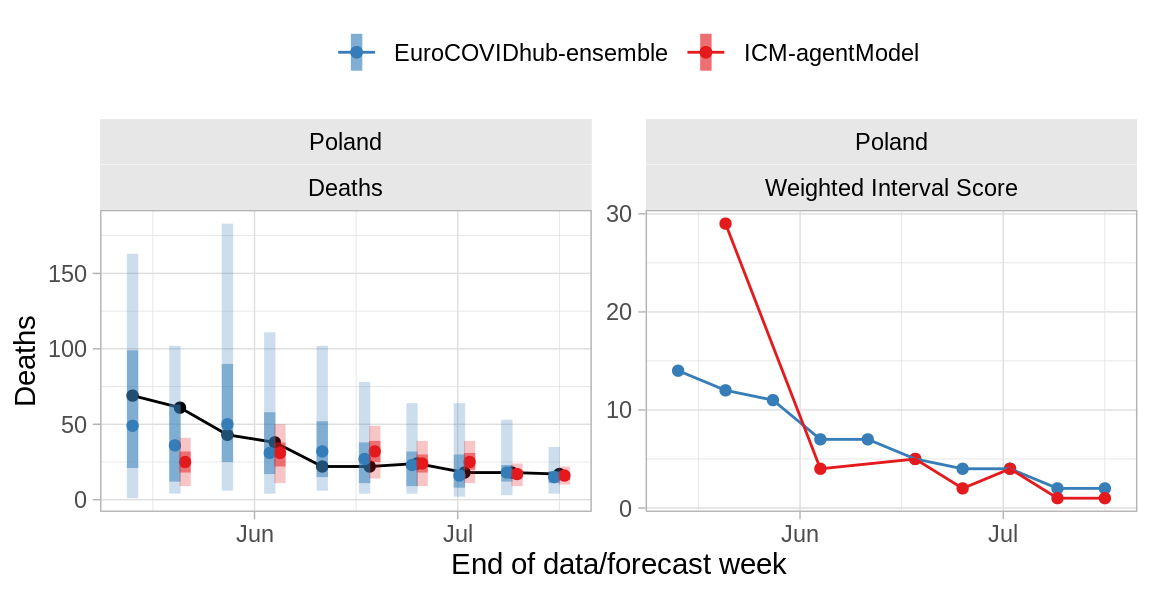 EuroCOVIDhub-ensemble ICM-agentModel
Poland
Deaths
Deaths
150
100
50
0
Jun Jul
Poland
Weighted Interval Score
30
20
10
0
Jun Jul
End of data/forecast week